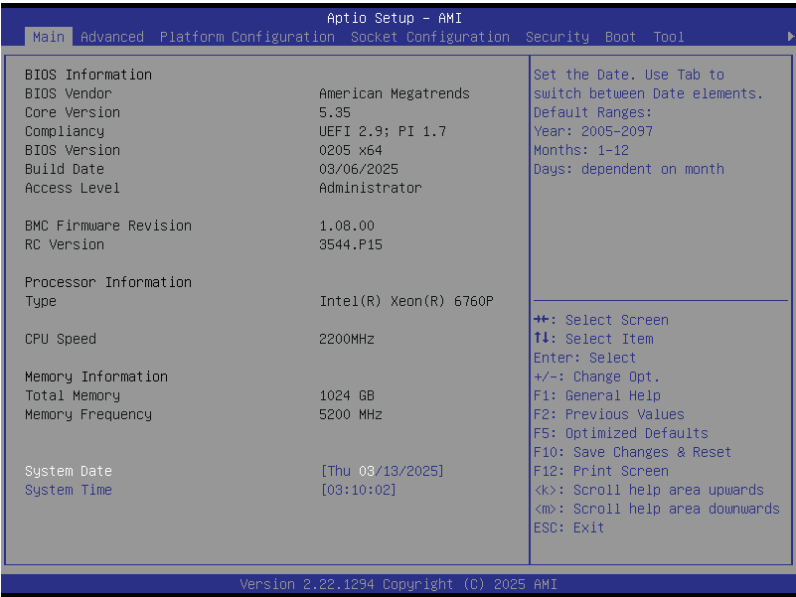 Aptio Setup – AMI
Main Advanced Platform Configuration Socket Configuration Security Boot Tool
BIOS Information
BIOS Vendor American Megatrends
Core Version 5.35
Compliancy UEFI 2.9; PI 1.7
BIOS Version 0205 x64
Build Date 03/06/2025
Access Level Administrator
BMC Firmware Revision 1.08.00
RC Version 3544.P15
Processor Information
Type Intel(R) Xeon(R) 6760P
CPU Speed 2200MHz
Memory Information
Total Memory 1024 GB
Memory Frequency 5200 MHz
System Date [Thu 03/13/2025]
System Time [03:10:02]
Set the Date. Use Tab to
switch between Date elements.
Default Ranges:
Year: 2005-2097
Months: 1-12
Days: dependent on month
→←: Select Screen
↑↓: Select Item
Enter: Select
+/-: Change Opt.
F1: General Help
F2: Previous Values
F5: Optimized Defaults
F10: Save Changes & Reset
F12: Print Screen
<k>: Scroll help area upwards
<m>: Scroll help area downwards
ESC: Exit
Version 2.22.1294 Copyright (C) 2025 AMI